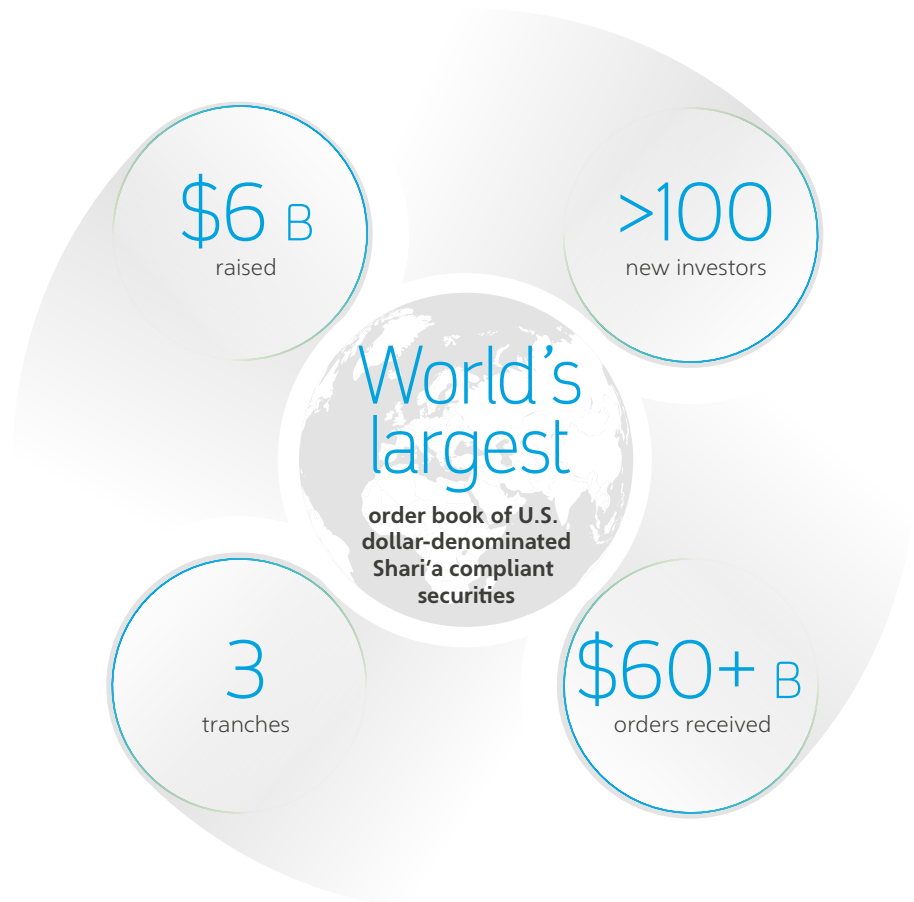 $6 B
raised
>100
new investors
World’s
largest
order book of U.S.
dollar-denominated
Shari’a compliant
securities
3
tranches
$60+ B
orders received